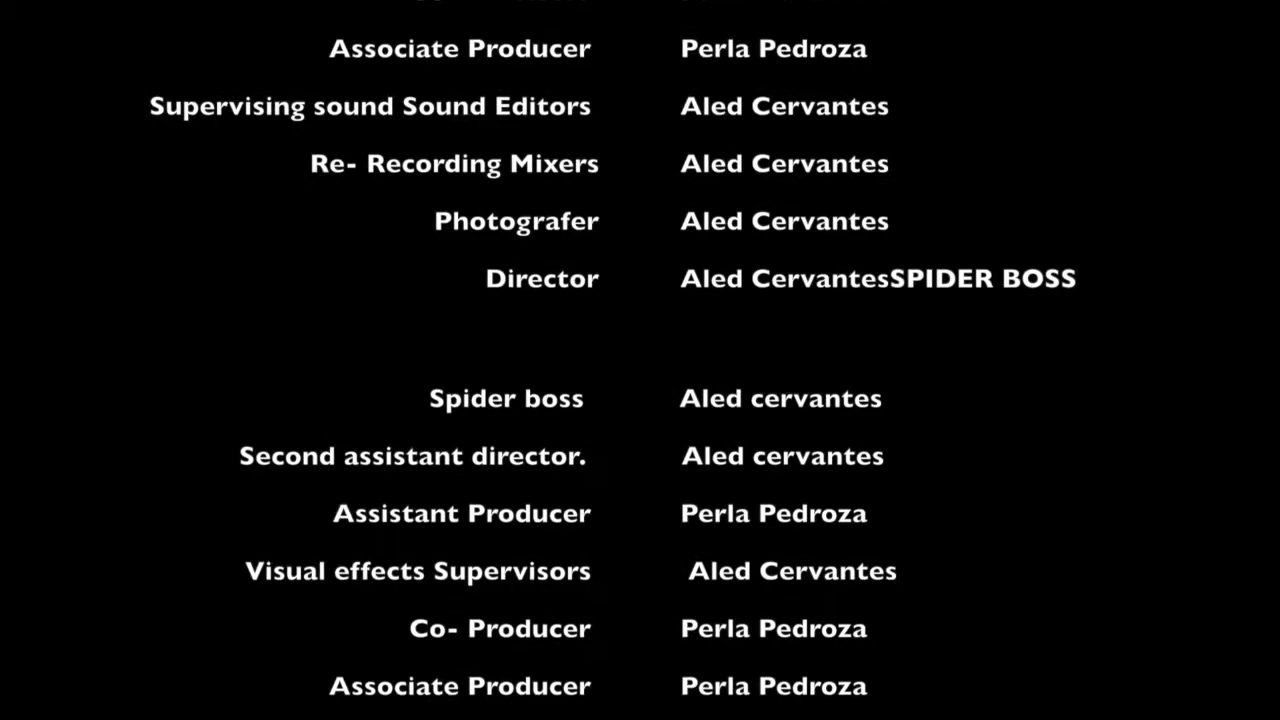 Associate Producer Perla Pedroza
Supervising sound Sound Editors Aled Cervantes
Re- Recording Mixers Aled Cervantes
Photografer Aled Cervantes
Director Aled CervantesSPIDER BOSS
Spider boss Aled cervantes
Second assistant director. Aled cervantes
Assistant Producer Perla Pedroza
Visual effects Supervisors Aled Cervantes
Co- Producer Perla Pedroza
Associate Producer Perla Pedroza